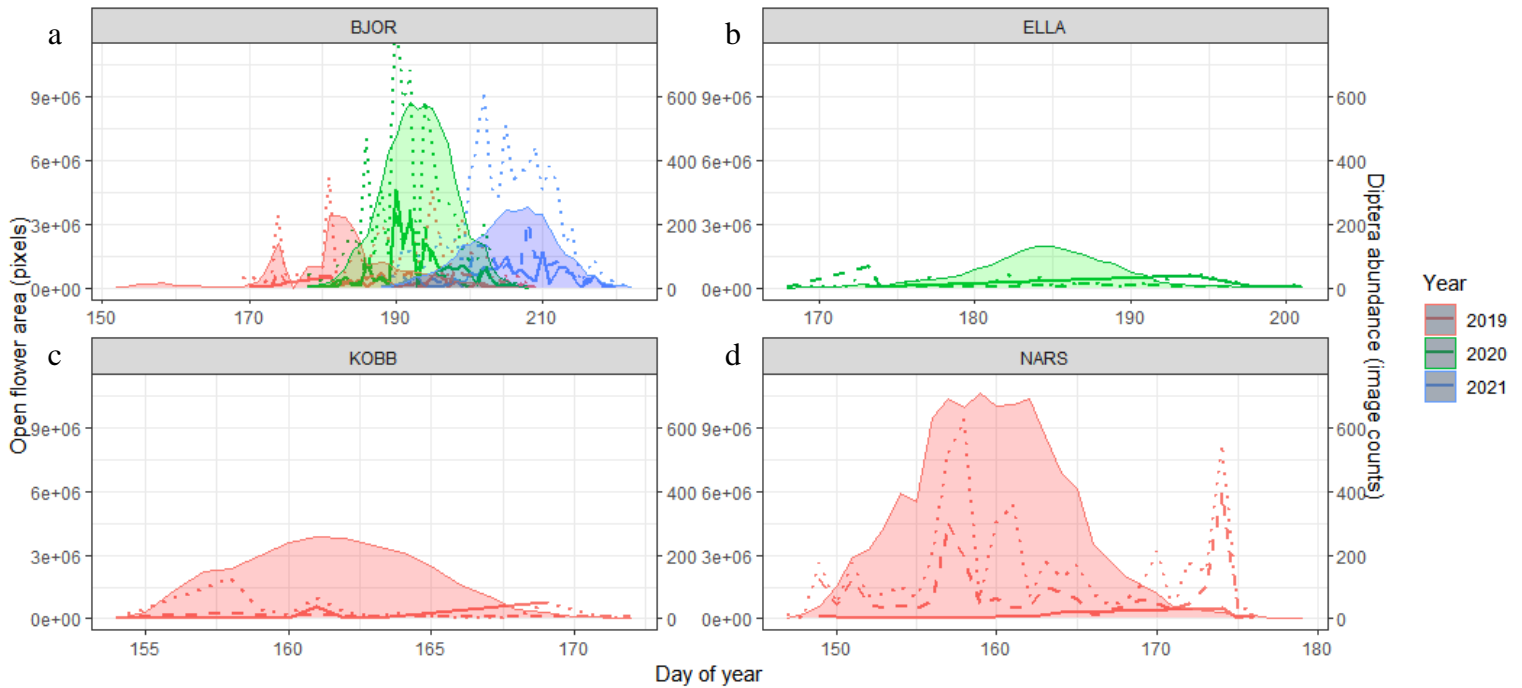 a
BJOR
b
ELLA
9e+06
6e+06
3e+06
0e+00
600
400
200
0
150
170
190
210
9e+06
6e+06
3e+06
0e+00
600
400
200
0
170
180
190
200
c
KOBB
d
NARS
9e+06
6e+06
3e+06
0e+00
600
400
200
0
155
160
165
170
9e+06
6e+06
3e+06
0e+00
600
400
200
0
150
160
170
180
Day of year
Open flower area (pixels)
Diptera abundance (image counts)
Year
2019
2020
2021